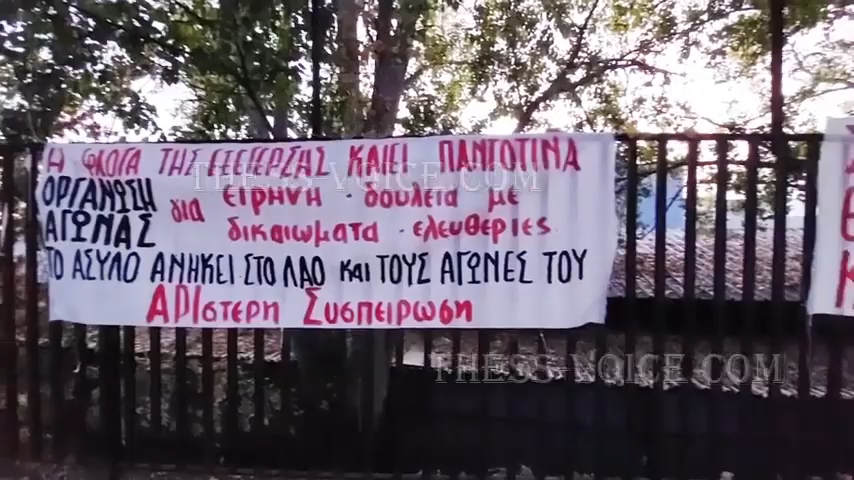 Η ΦΛΟΓΑ ΤΗΣ ΕΞΕΓΕΡΣΗΣ ΚΑΙΕΙ ΠΑΝΤΟΤΙΝΑ
ΟΡΓΑΝΩΣΗ
ΑΓΩΝΑΣ
για ειρηνη · δουλεια με
δικαιωματα · ελευθεριες
ΤΟ ΑΣΥΛΟ ΑΝΗΚΕΙ ΣΤΟ ΛΑΟ και ΤΟΥΣ ΑΓΩΝΕΣ ΤΟΥ
ΑΡΙστερη Συσπειρωση
THESS-VOICE.COM
THESS-VOICE.COM